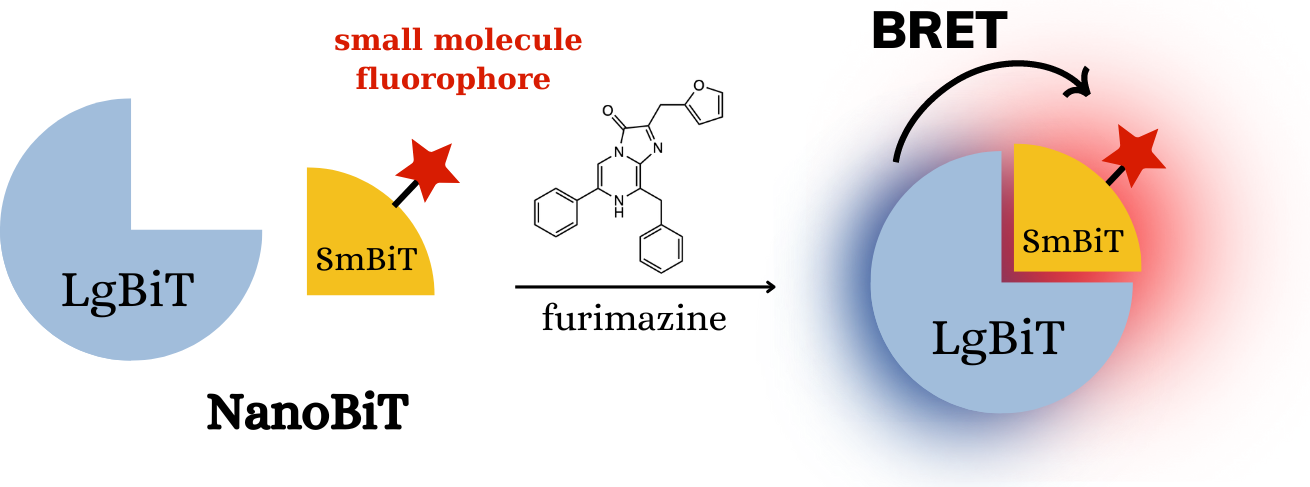 small molecule
fluorophore
LgBiT
SmBiT
NanoBiT
O
O
N
N
N
H
furimazine
BRET
SmBiT
LgBiT